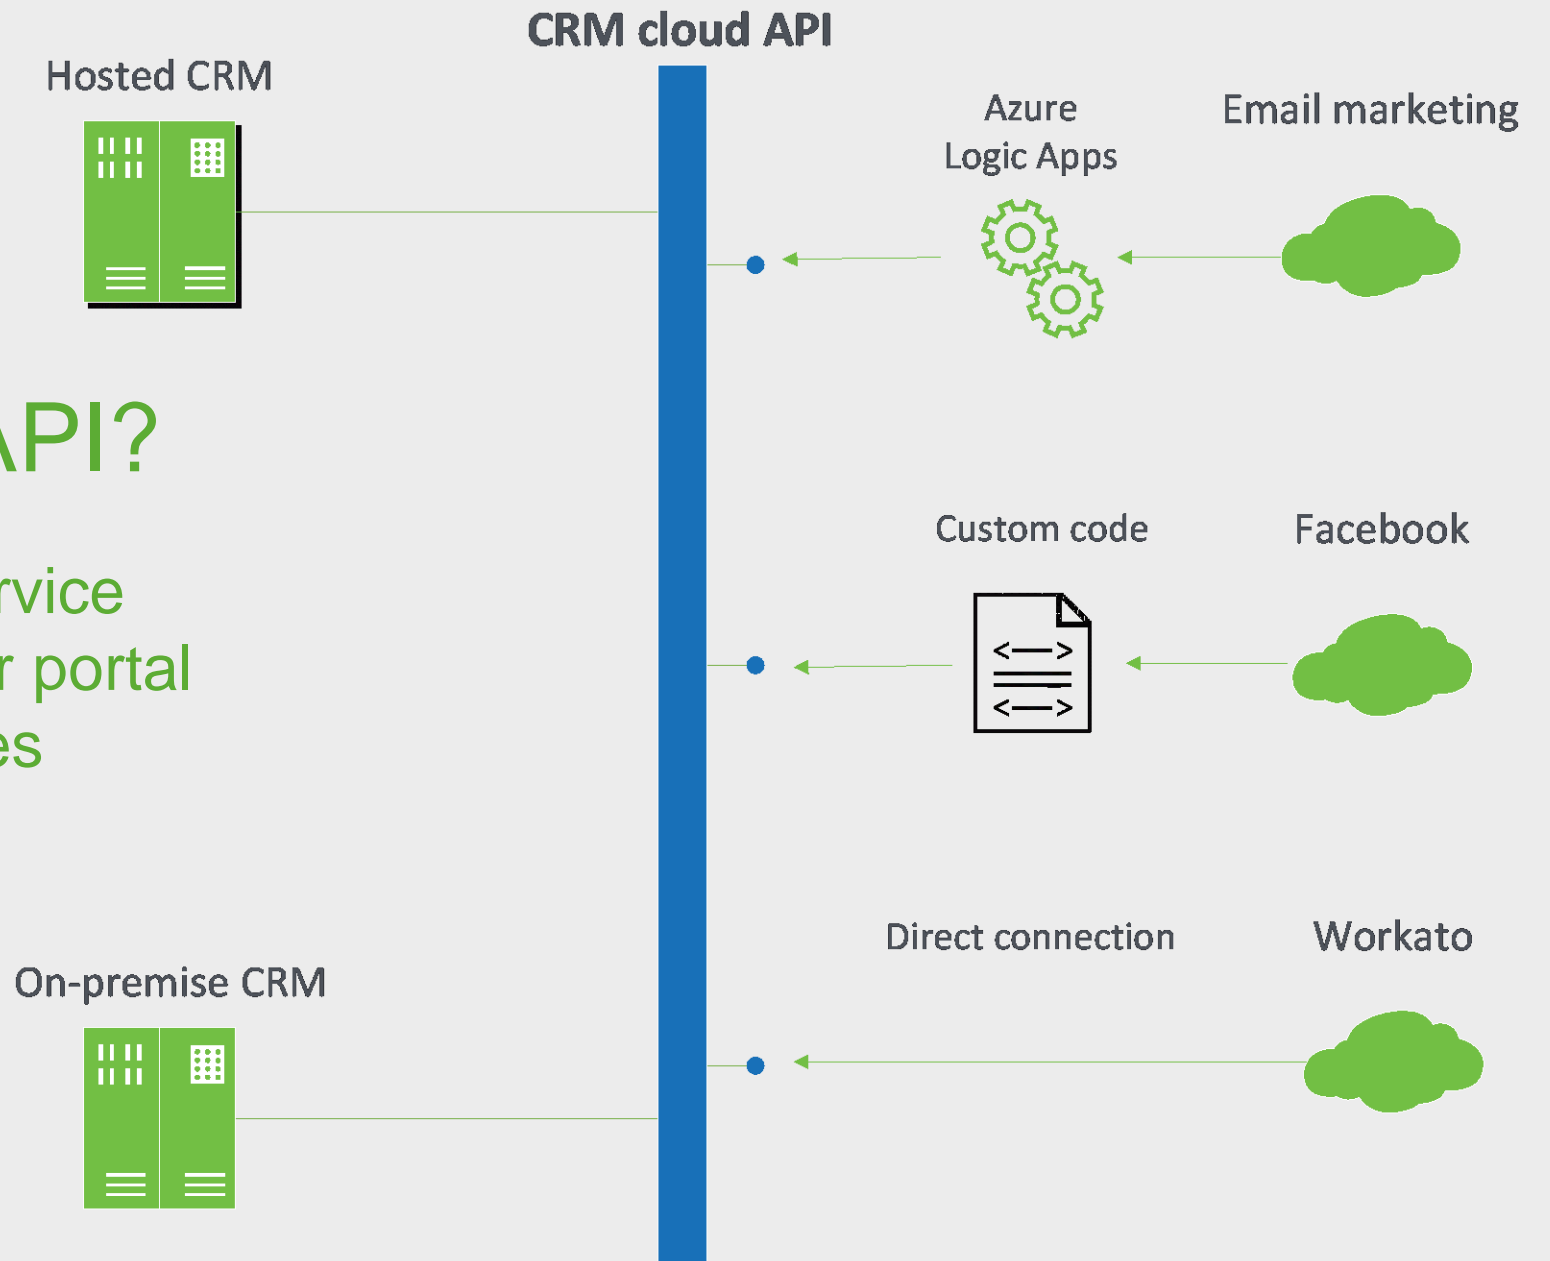 CRM cloud API
Hosted CRM
Azure
Logic Apps
Email marketing
API?
Custom code
Facebook
rvice
r portal
es
Direct connection
Workato
On-premise CRM